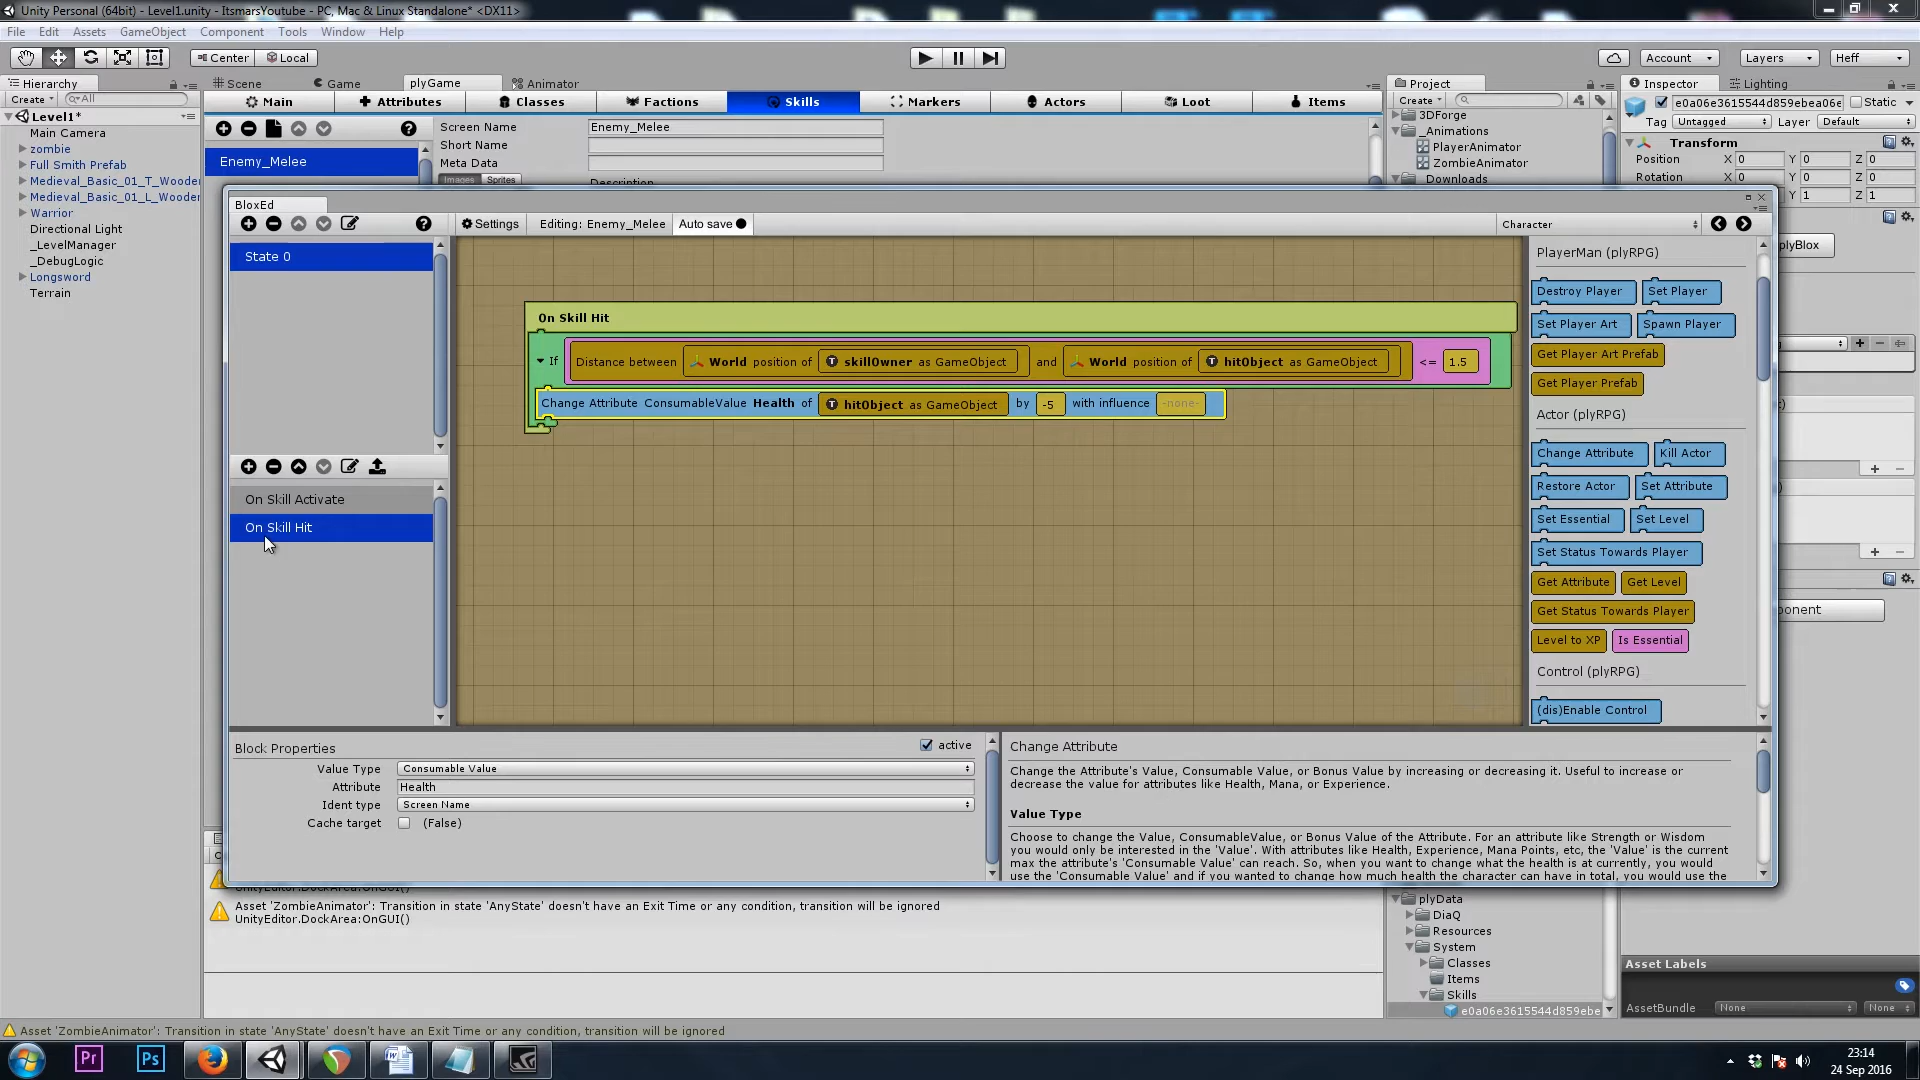 Unity Personal (64bit) - Level1.unity - ItsmarsYoutube - PC, Mac & Linux Standalone* <DX11>
File Edit Assets GameObject Component Tools Window Help
Center Local Account Layers Heff
Hierarchy Scene Game plyGame Animator Project Inspector Lighting
Create All Main Attributes Classes Factions Skills Markers Actors Loot Items Create e0a06e3615544d859ebea06e Static
Level1*
Main Camera
zombie
Full Smith Prefab
Medieval_Basic_01_T_Wooden
Medieval_Basic_01_L_Wooden
Warrior
Directional Light
_LevelManager
_DebugLogic
Longsword
Terrain
Enemy_Melee
Screen Name Enemy_Melee
Short Name
Meta Data
Images Sprites
Description
3DForge
_Animations
PlayerAnimator
ZombieAnimator
_Downloads
Tag Untagged Layer Default
Transform
Position X 0 Y 0 Z 0
Rotation X 0 Y 0 Z 0
1 Z 1
BloxEd
Settings Editing: Enemy_Melee Auto save Character
State 0
On Skill Activate
On Skill Hit
On Skill Hit
If Distance between World position of skillOwner as GameObject and World position of hitObject as GameObject <= 1.5
Change Attribute ConsumableValue Health of hitObject as GameObject by -5 with influence -none-
PlayerMan (plyRPG)
Destroy Player Set Player
Set Player Art Spawn Player
Get Player Art Prefab
Get Player Prefab
Actor (plyRPG)
Change Attribute Kill Actor
Restore Actor Set Attribute
Set Essential Set Level
Set Status Towards Player
Get Attribute Get Level
Get Status Towards Player
Level to XP Is Essential
Control (plyRPG)
(dis)Enable Control
plyBlox
ponent
Block Properties active
Value Type Consumable Value
Attribute Health
Ident type Screen Name
Cache target (False)
Change Attribute
Change the Attribute's Value, Consumable Value, or Bonus Value by increasing or decreasing it. Useful to increase or
decrease the value for attributes like Health, Mana, or Experience.
Value Type
Choose to change the Value, ConsumableValue, or Bonus Value of the Attribute. For an attribute like Strength or Wisdom
you would only be interested in the 'Value'. With attributes like Health, Experience, Mana Points, etc, the 'Value' is the current
max the attribute's 'Consumable Value' can reach. So, when you want to change what the health is at currently, you would
use the 'Consumable Value' and if you wanted to change how much health the character can have in total, you would use the
UnityEditor.DockArea:OnGUI()
Asset 'ZombieAnimator': Transition in state 'AnyState' doesn't have an Exit Time or any condition, transition will be ignored
UnityEditor.DockArea:OnGUI()
plyData
DiaQ
Resources
System
Classes
Items
Skills
e0a06e3615544d859ebe
Asset Labels
AssetBundle None None
Asset 'ZombieAnimator': Transition in state 'AnyState' doesn't have an Exit Time or any condition, transition will be ignored
Pr Ps
23:14
24 Sep 2016